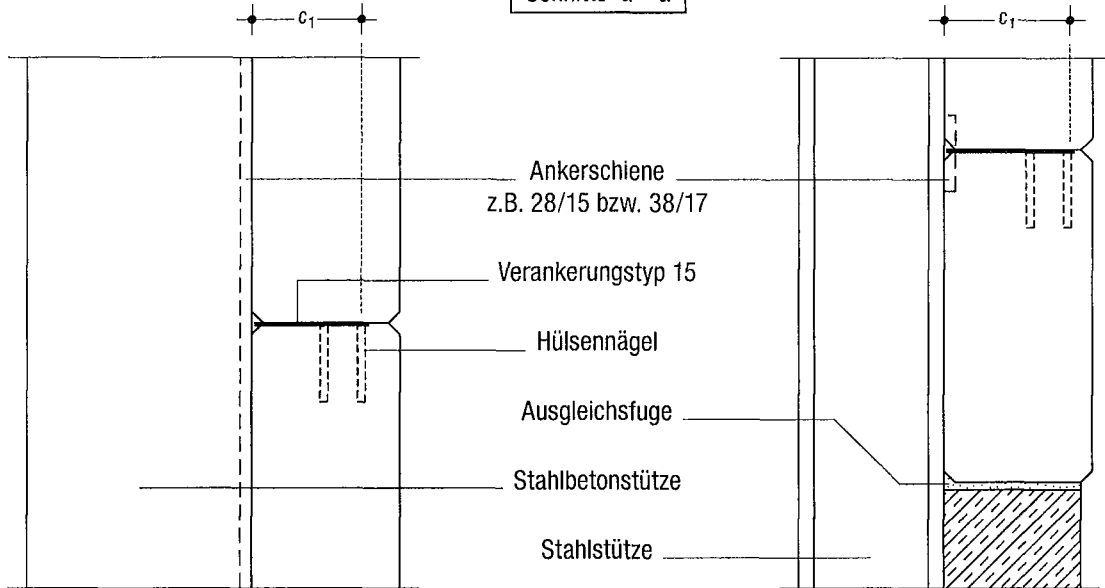 c1
c1
Ankerschiene
z.B. 28/15 bzw. 38/17
Verankerungstyp 15
Hülsennägel
Ausgleichsfuge
Stahlbetonstütze
Stahlstütze